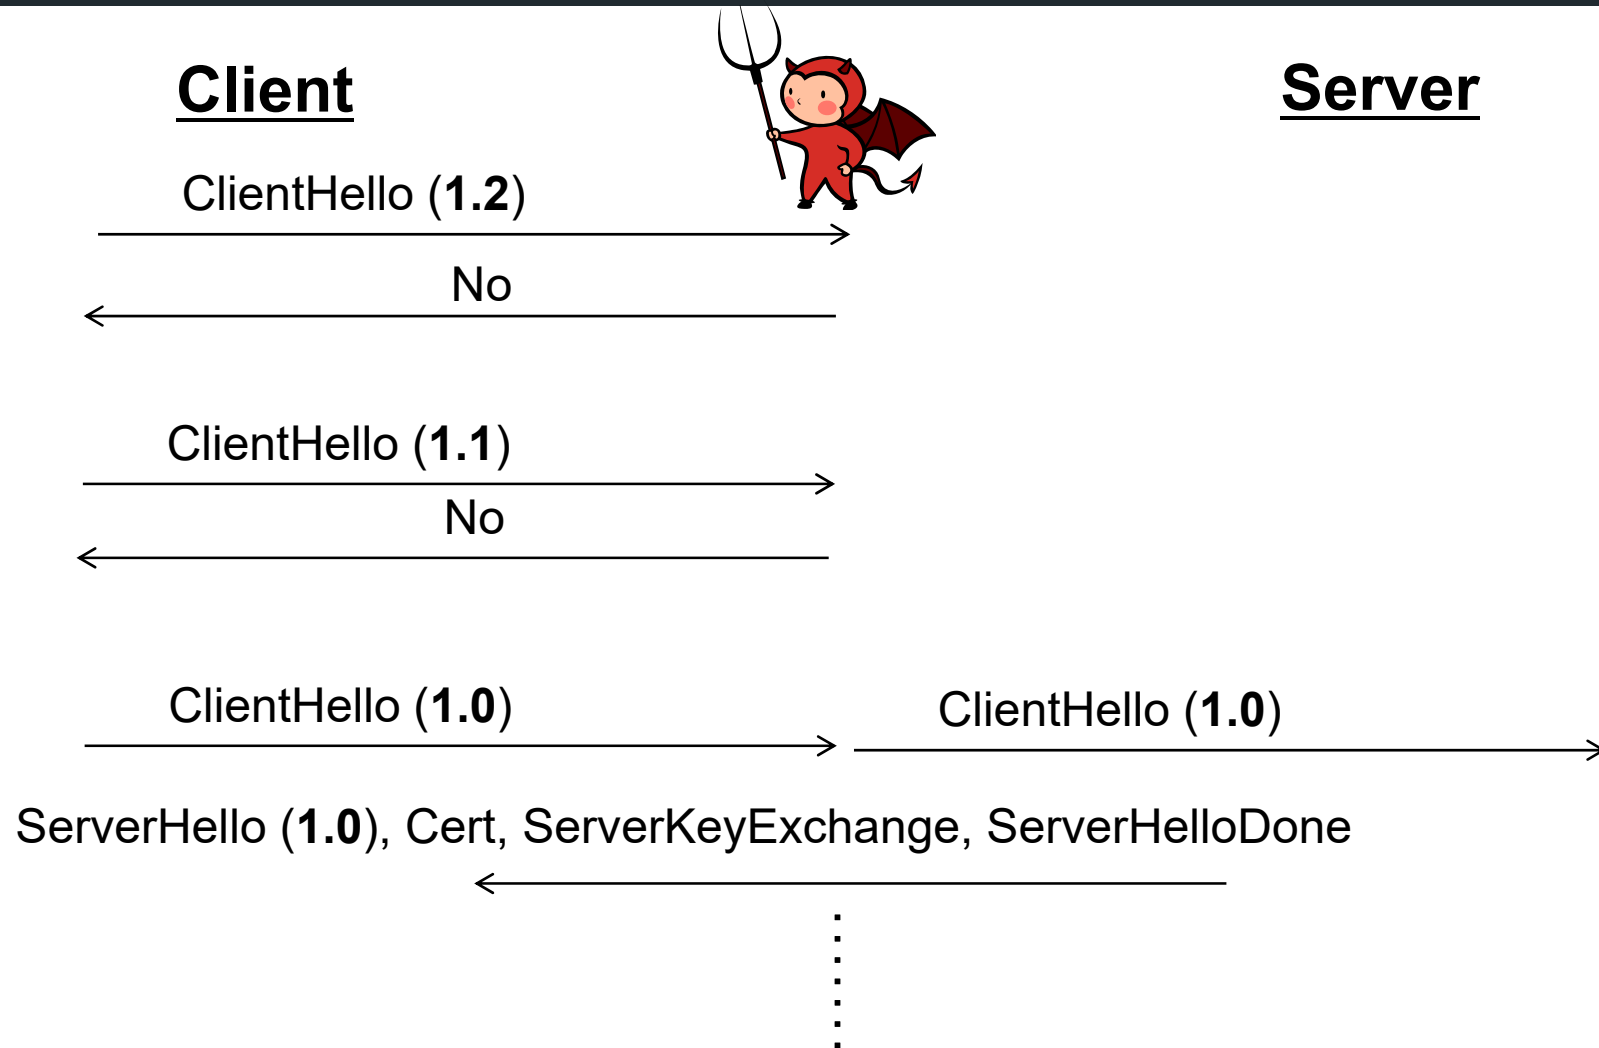 Client
Server
ClientHello (1.2)
No
ClientHello (1.1)
No
ClientHello (1.0)
ClientHello (1.0)
ServerHello (1.0), Cert, ServerKeyExchange, ServerHelloDone